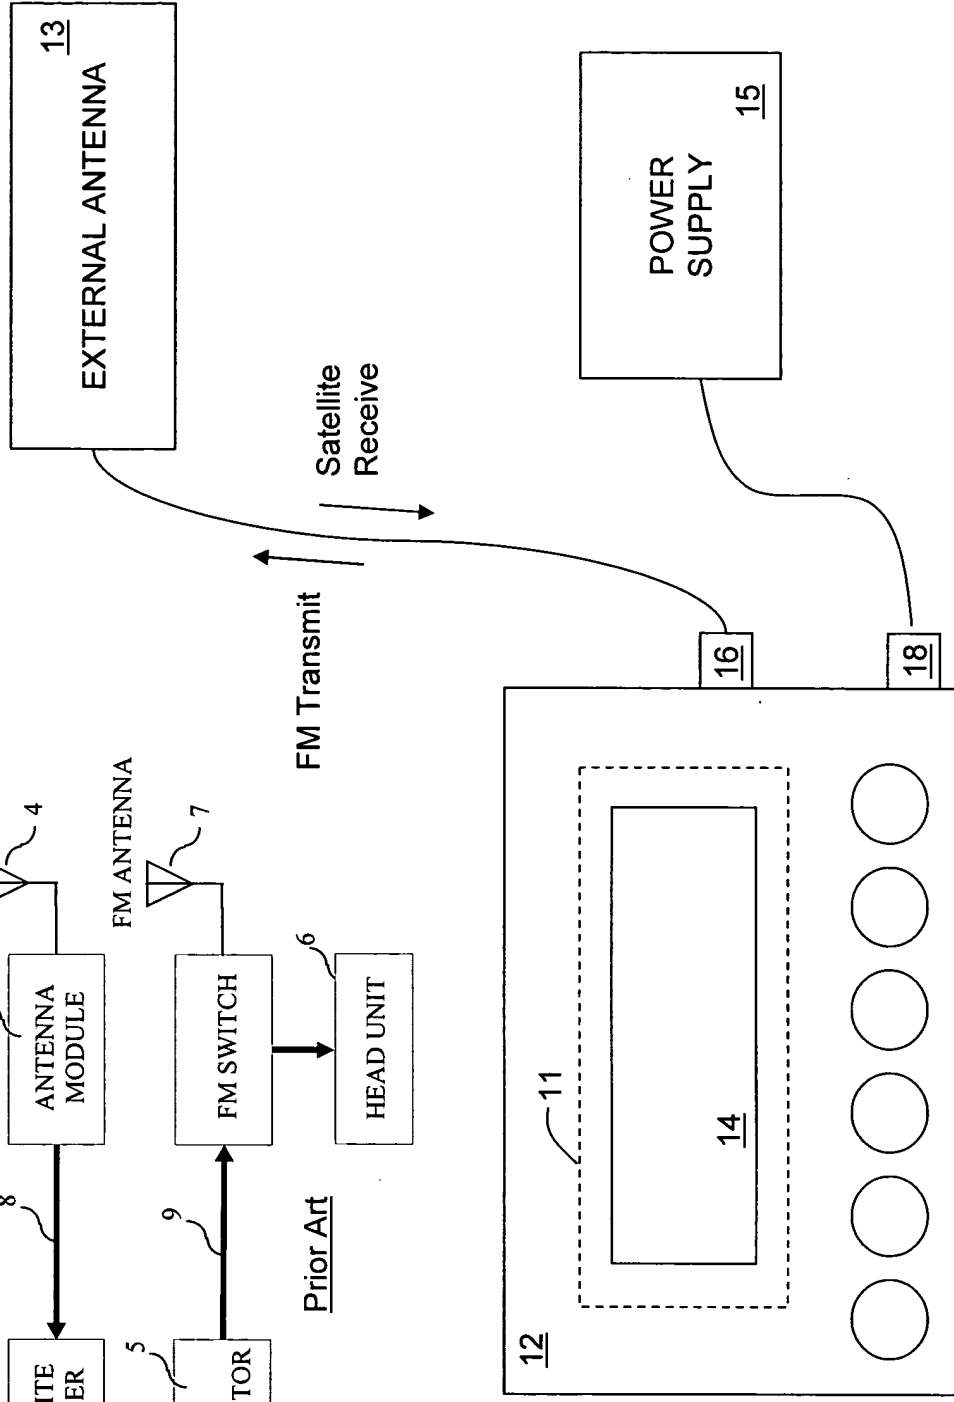 4
FM ANTENNA
7
ANTENNA
MODULE
8
FM SWITCH
6
HEAD UNIT
9
5
Prior Art
EXTERNAL ANTENNA
13
Satellite
Receive
FM Transmit
POWER
SUPPLY
15
16
18
11
14
12